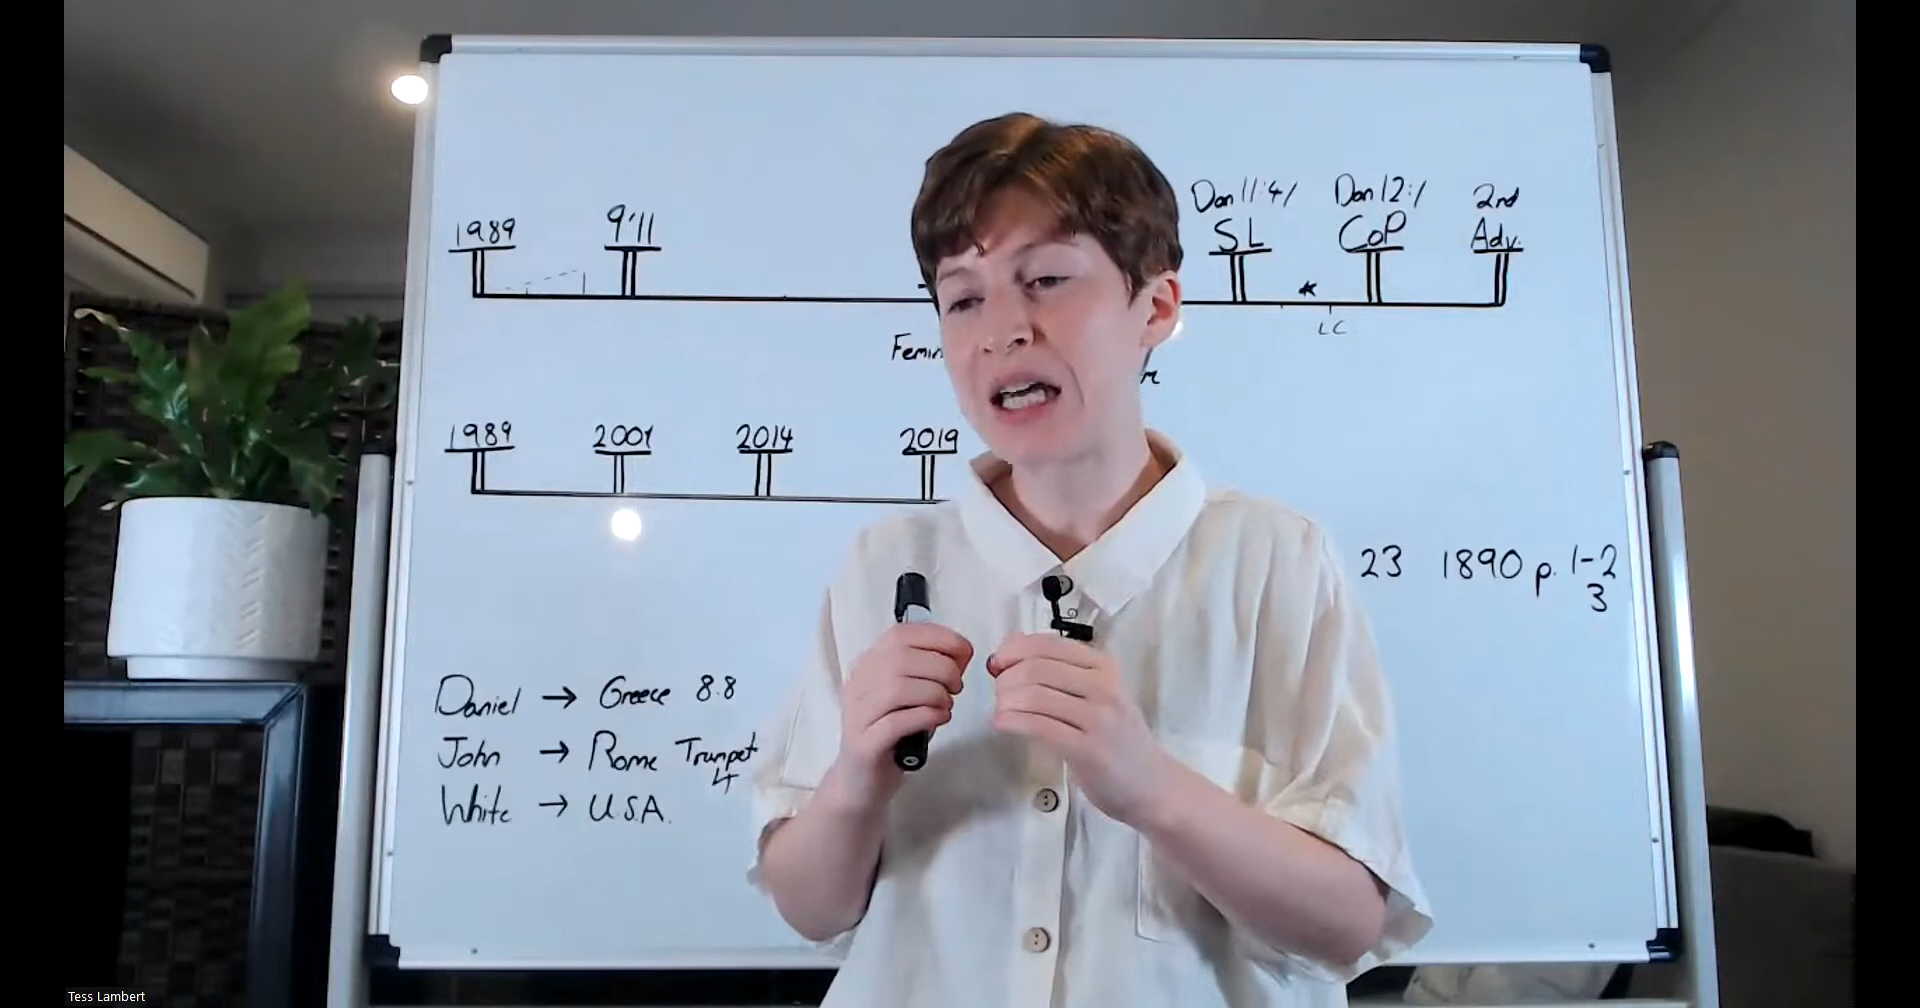 Dan 11:41 Dan 12:1 2nd
1989 9'11 SL CoP Adv.
LC
Femin
1989 2001 2014 2019
23 1890 p. 1-2
3
Daniel → Greece 8.8
John → Rome Trumpet
4
White → U.S.A.
Tess Lambert